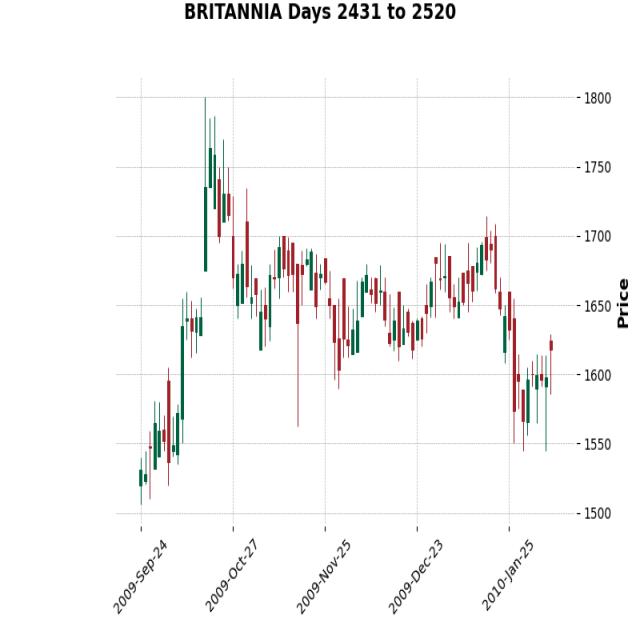 BRITANNIA Days 2431 to 2520
1800
1750
1700
1650
1600
1550
1500
Price
2009-Sep-24
2009-Oct-27
2009-Nov-25
2009-Dec-23
2010-Jan-25